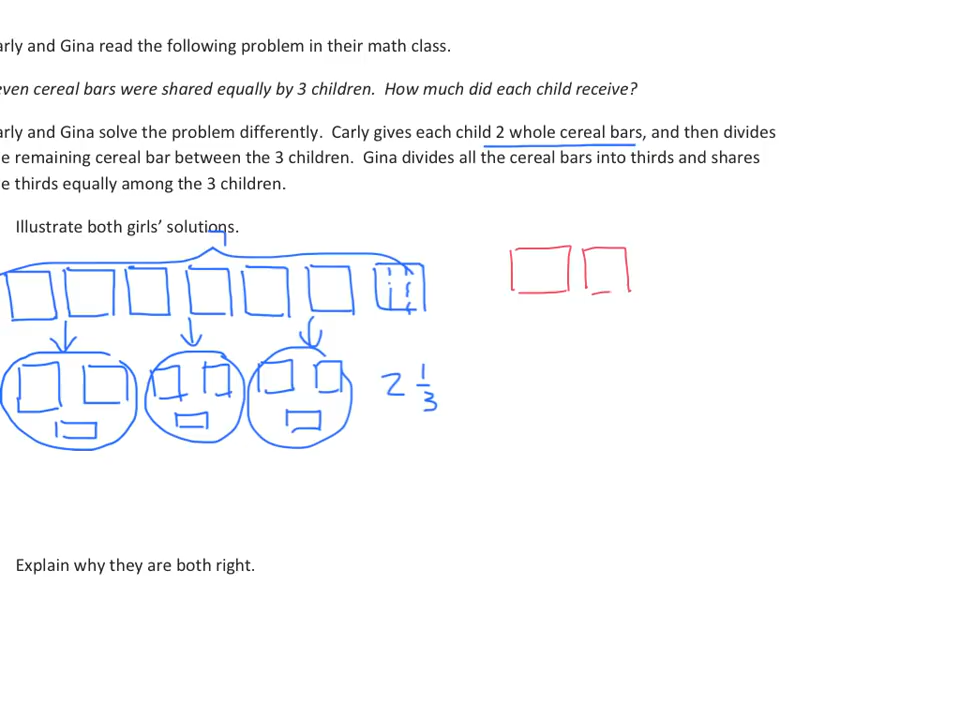 arly and Gina read the following problem in their math class.
even cereal bars were shared equally by 3 children. How much did each child receive?
arly and Gina solve the problem differently. Carly gives each child 2 whole cereal bars, and then divides
e remaining cereal bar between the 3 children. Gina divides all the cereal bars into thirds and shares
e thirds equally among the 3 children.
Illustrate both girls' solutions.
2 1/3
Explain why they are both right.